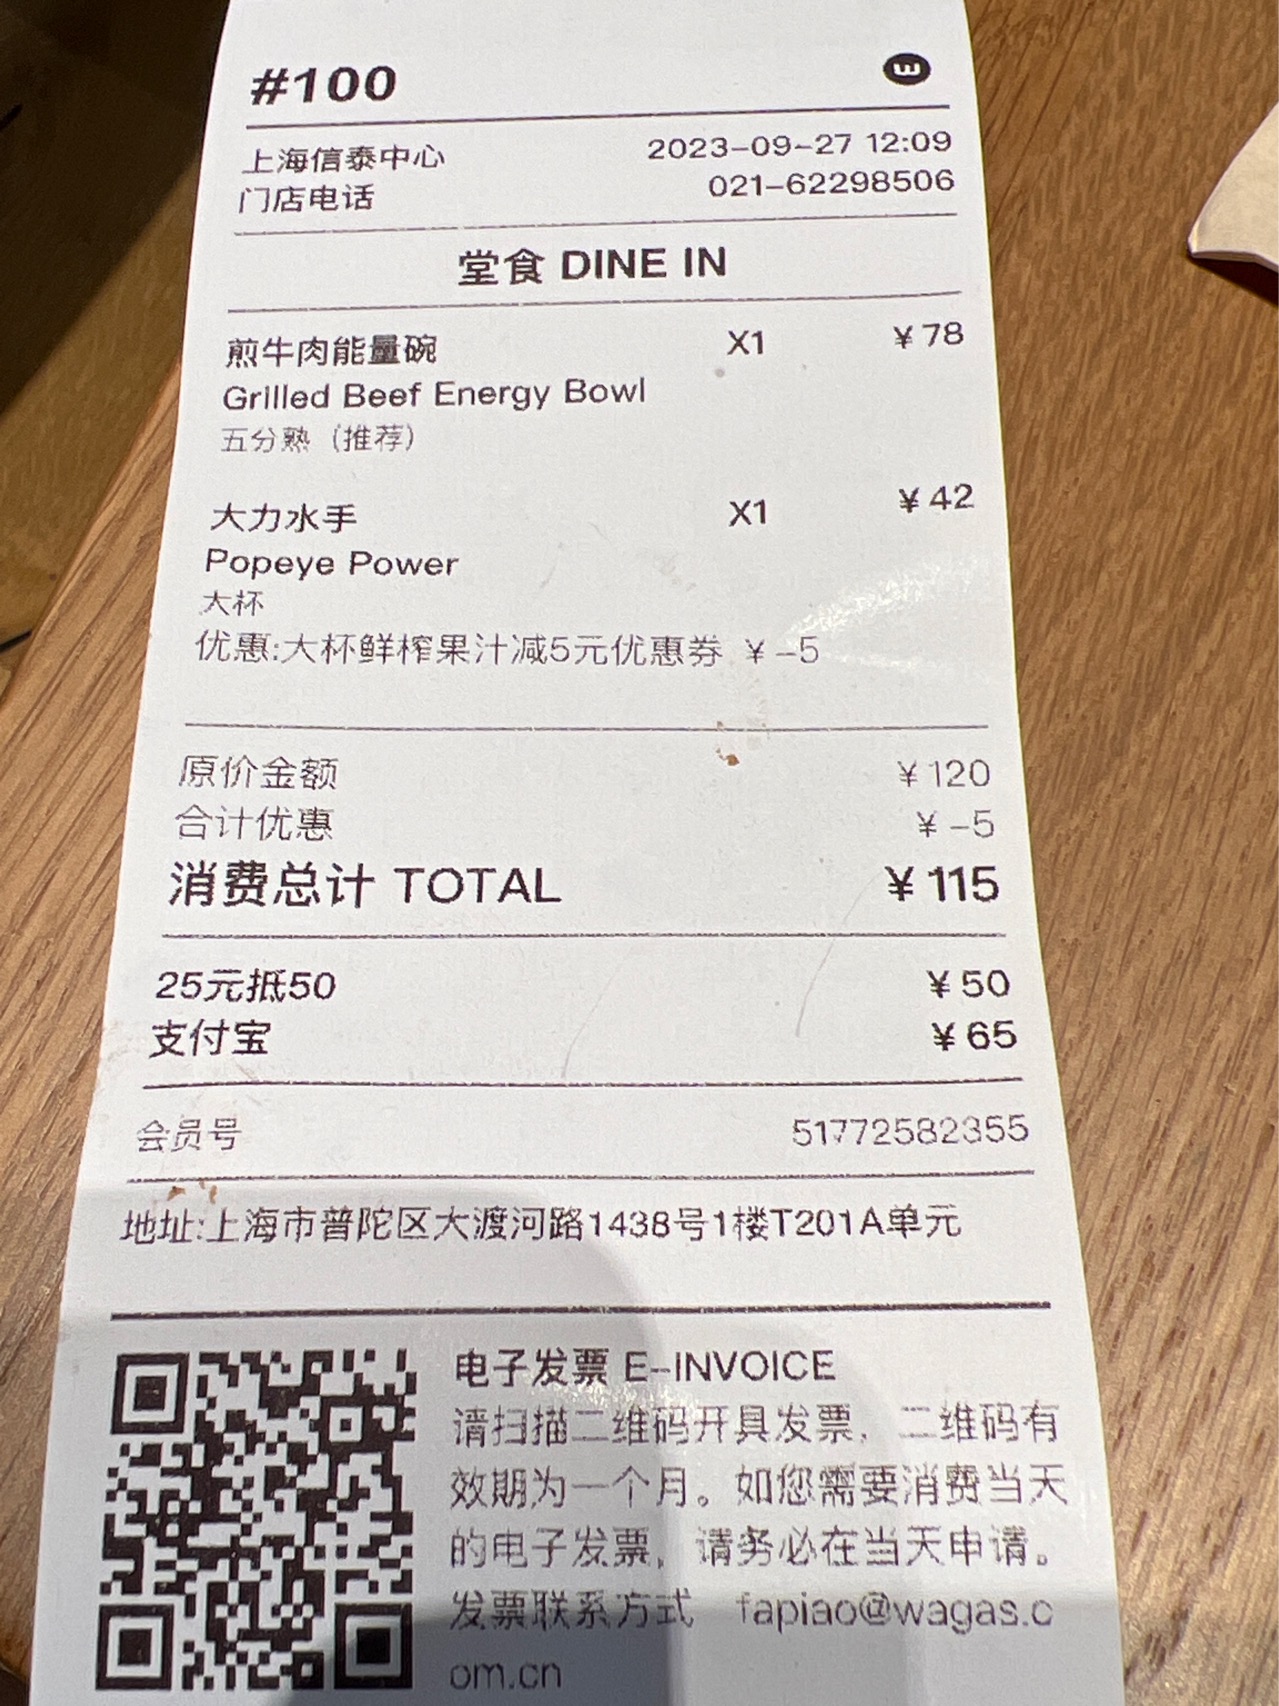 #100
上海信泰中心 2023-09-27 12:09
门店电话 021-62298506
堂食 DINE IN
煎牛肉能量碗 X1 ¥78
Grilled Beef Energy Bowl
五分熟（推荐）
大力水手 X1 ¥42
Popeye Power
大杯
优惠:大杯鲜榨果汁减5元优惠券 ¥-5
原价金额 ¥120
合计优惠 ¥-5
消费总计 TOTAL ¥115
25元抵50 ¥50
支付宝 ¥65
会员号 51772582355
地址:上海市普陀区大渡河路1438号1楼T201A单元
电子发票 E-INVOICE
请扫描二维码开具发票，二维码有
效期为一个月。如您需要消费当天
的电子发票，请务必在当天申请。
发票联系方式 fapiao@wagas.c
om.cn